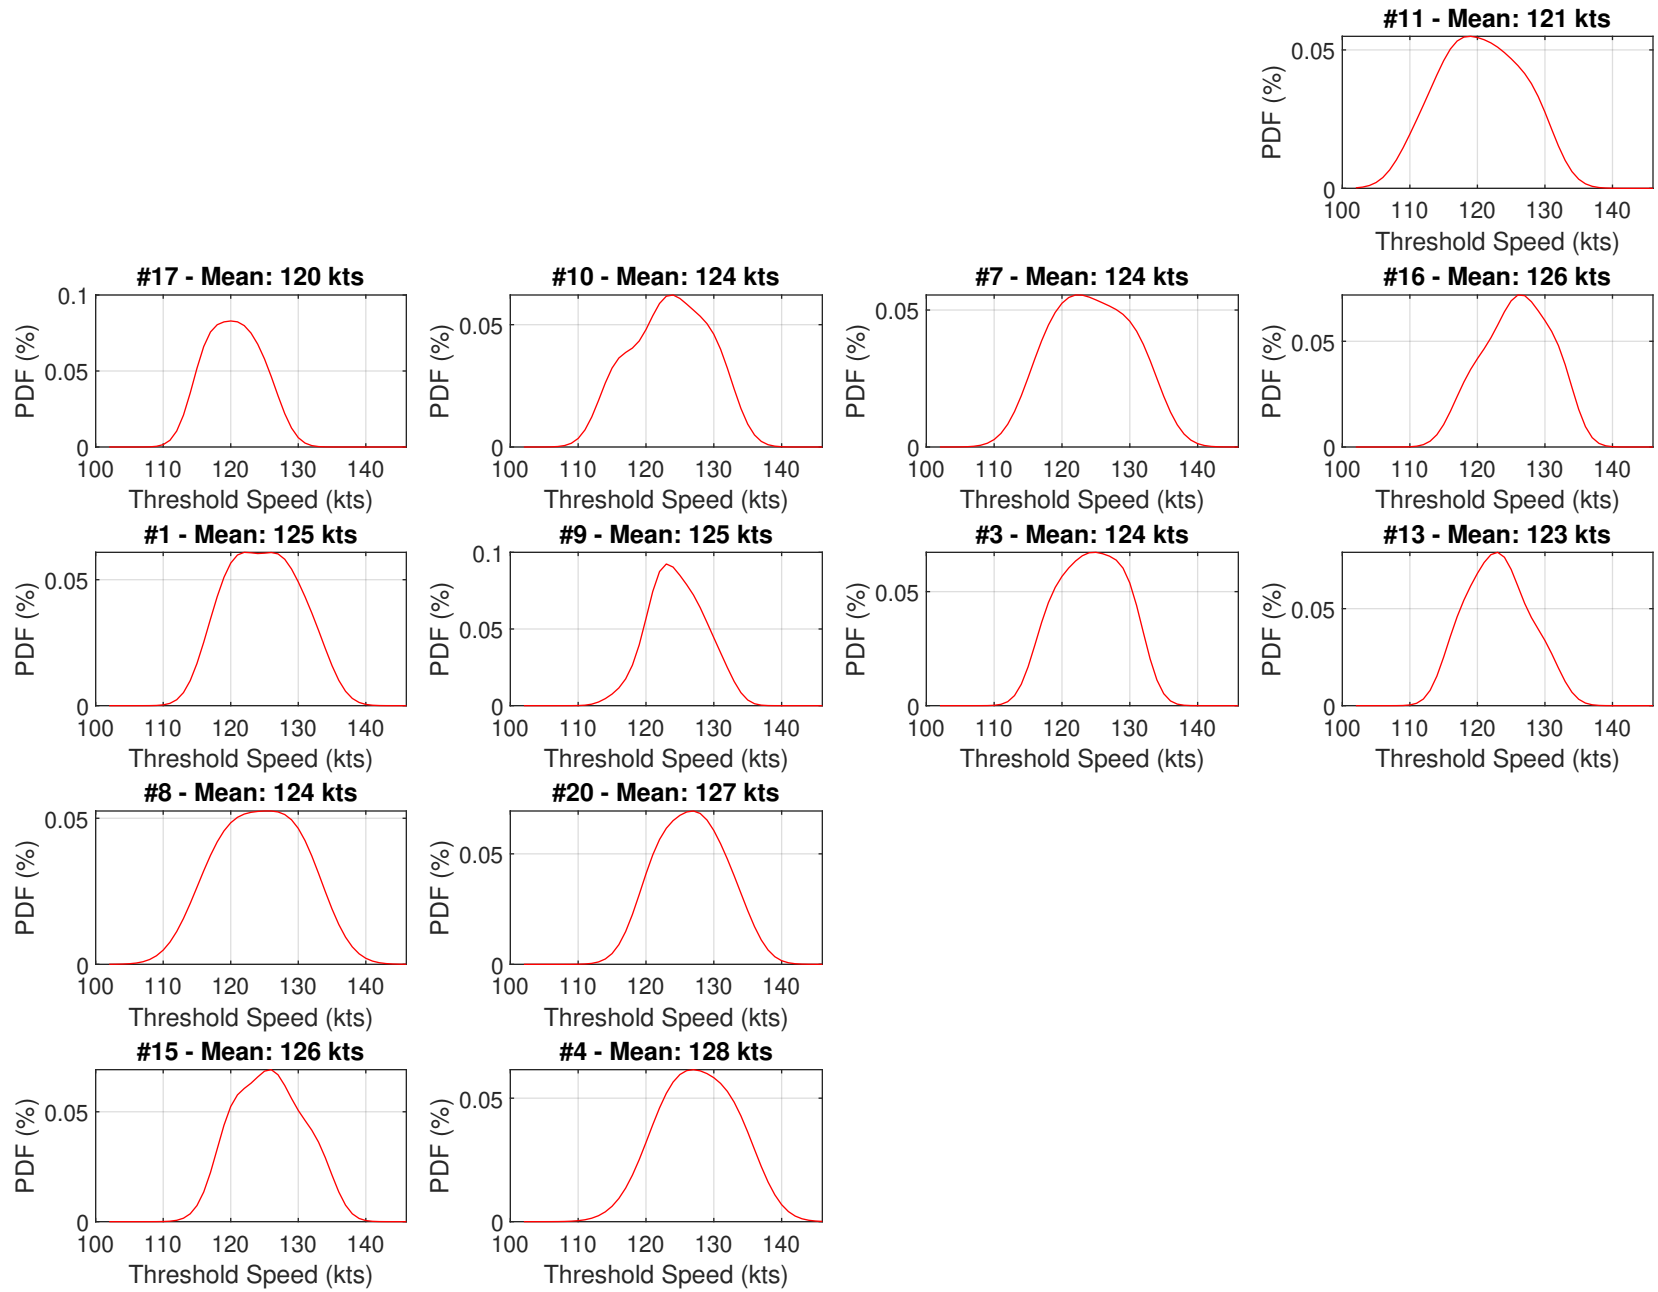 #11 - Mean: 121 kts
PDF (%)
0.05
0
100 110 120 130 140
Threshold Speed (kts)
#17 - Mean: 120 kts
PDF (%)
0.1
0.05
0
100 110 120 130 140
Threshold Speed (kts)
#10 - Mean: 124 kts
PDF (%)
0.05
0
100 110 120 130 140
Threshold Speed (kts)
#7 - Mean: 124 kts
PDF (%)
0.05
0
100 110 120 130 140
Threshold Speed (kts)
#16 - Mean: 126 kts
PDF (%)
0.05
0
100 110 120 130 140
Threshold Speed (kts)
#1 - Mean: 125 kts
PDF (%)
0.05
0
100 110 120 130 140
Threshold Speed (kts)
#9 - Mean: 125 kts
PDF (%)
0.1
0.05
0
100 110 120 130 140
Threshold Speed (kts)
#3 - Mean: 124 kts
PDF (%)
0.05
0
100 110 120 130 140
Threshold Speed (kts)
#13 - Mean: 123 kts
PDF (%)
0.05
0
100 110 120 130 140
Threshold Speed (kts)
#8 - Mean: 124 kts
PDF (%)
0.05
0
100 110 120 130 140
Threshold Speed (kts)
#20 - Mean: 127 kts
PDF (%)
0.05
0
100 110 120 130 140
Threshold Speed (kts)
#15 - Mean: 126 kts
PDF (%)
0.05
0
100 110 120 130 140
Threshold Speed (kts)
#4 - Mean: 128 kts
PDF (%)
0.05
0
100 110 120 130 140
Threshold Speed (kts)